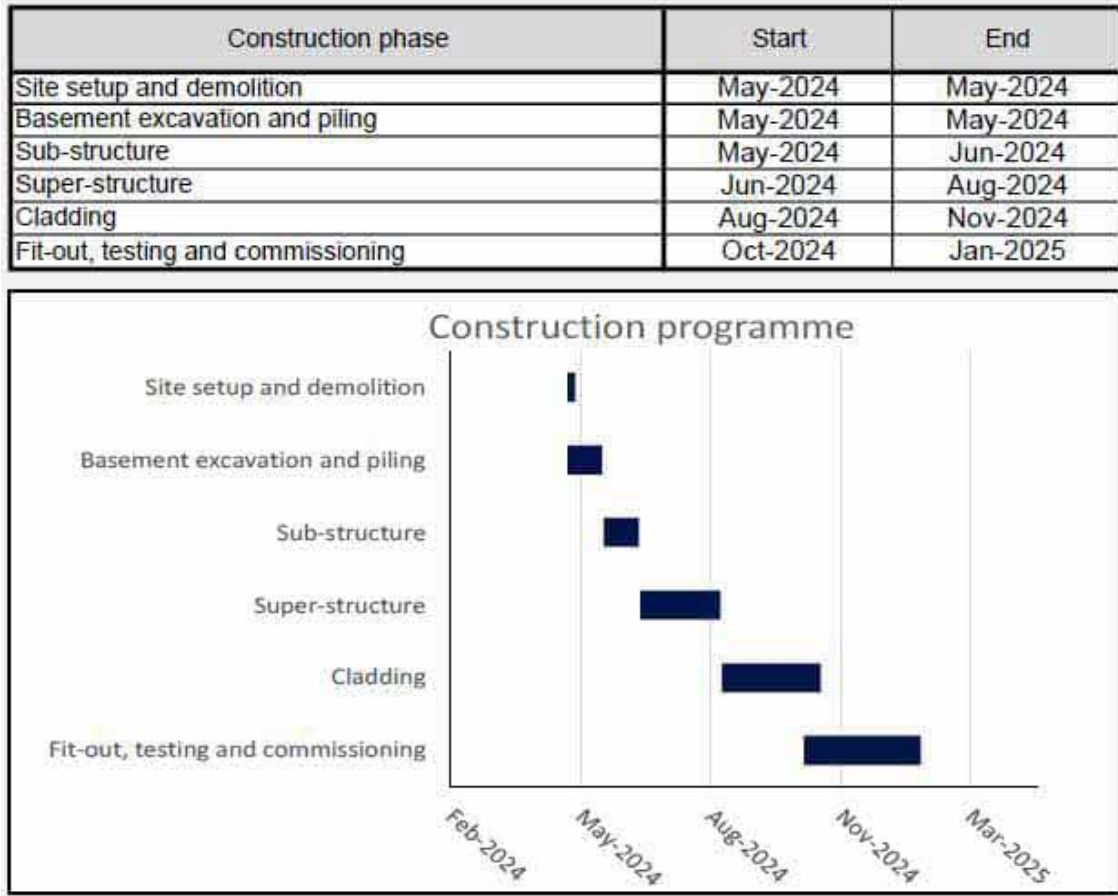 Construction phase Start End
Site setup and demolition May-2024 May-2024
Basement excavation and piling May-2024 May-2024
Sub-structure May-2024 Jun-2024
Super-structure Jun-2024 Aug-2024
Cladding Aug-2024 Nov-2024
Fit-out, testing and commissioning Oct-2024 Jan-2025
Construction programme
Site setup and demolition
Basement excavation and piling
Sub-structure
Super-structure
Cladding
Fit-out, testing and commissioning
Feb-2024 May-2024 Aug-2024 Nov-2024 Mar-2025